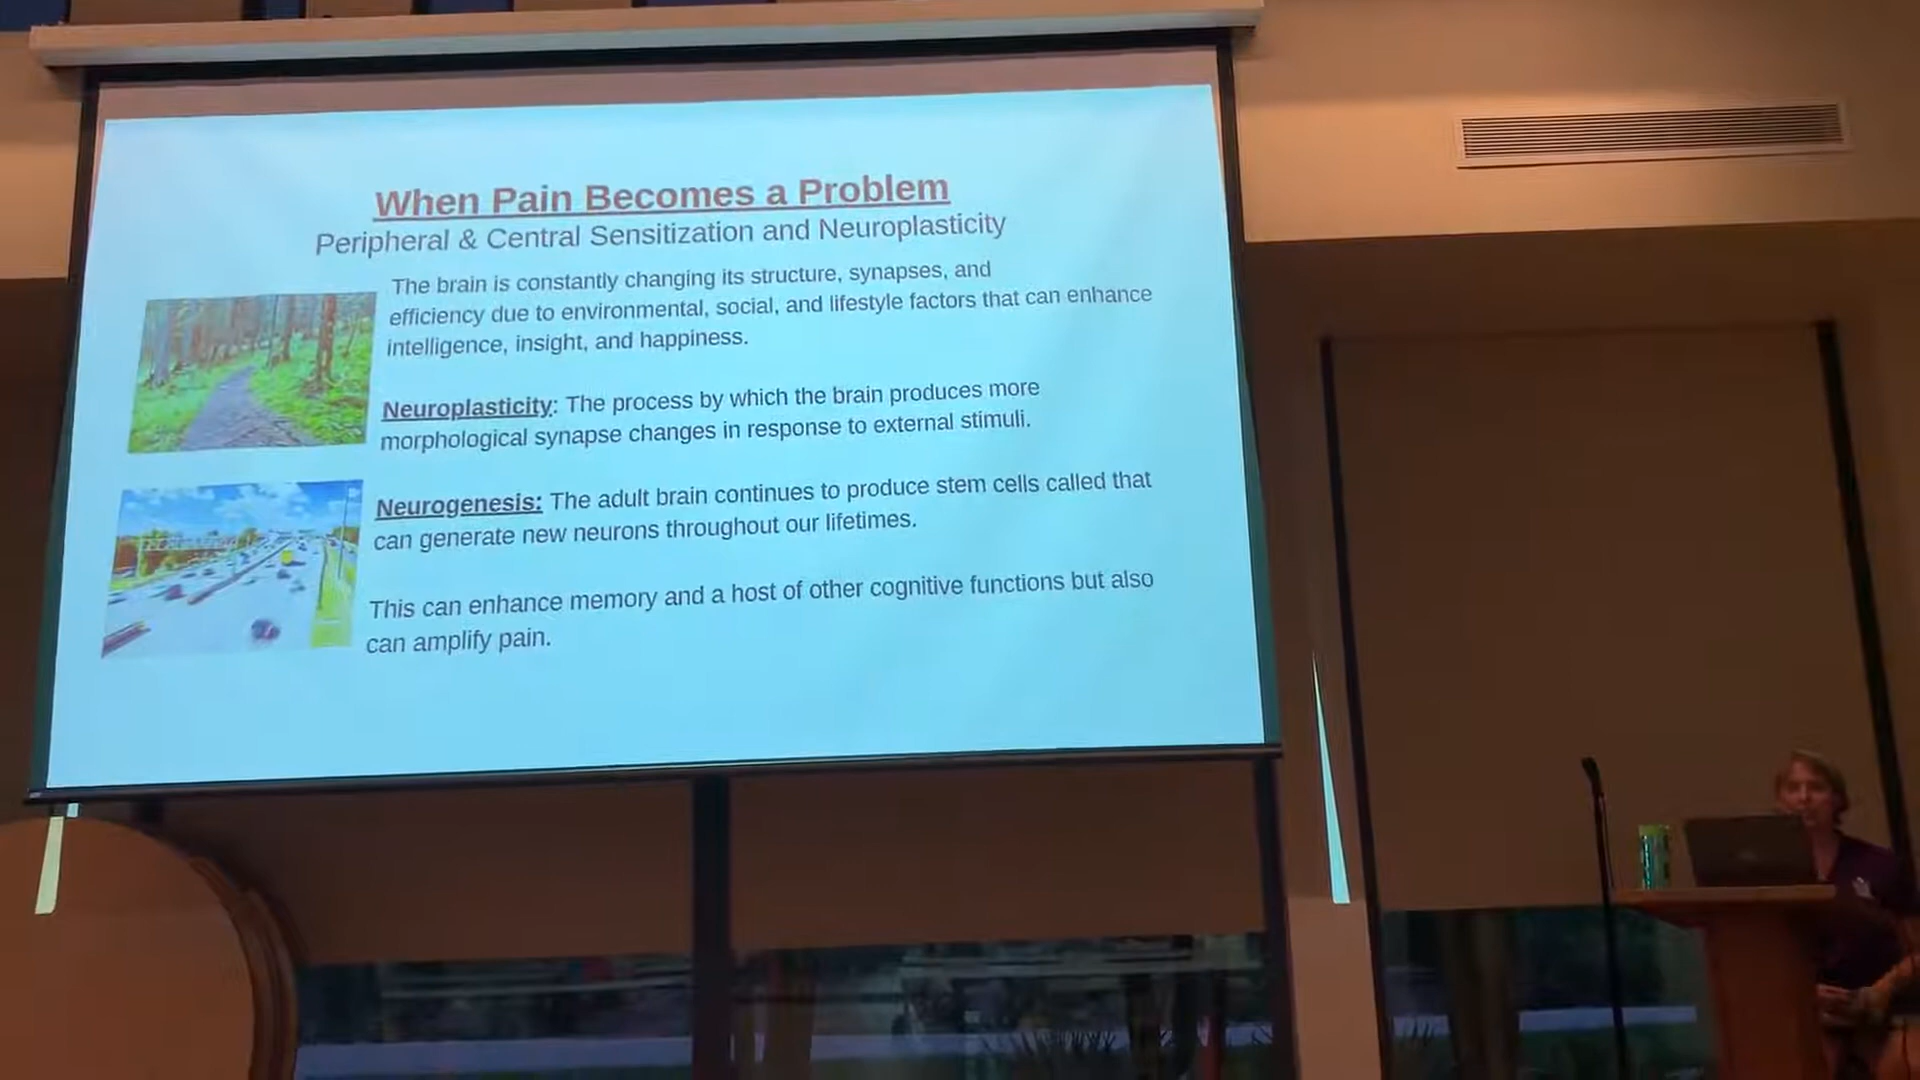 When Pain Becomes a Problem
Peripheral & Central Sensitization and Neuroplasticity
The brain is constantly changing its structure, synapses, and
efficiency due to environmental, social, and lifestyle factors that can enhance
intelligence, insight, and happiness.
Neuroplasticity: The process by which the brain produces more
morphological synapse changes in response to external stimuli.
Neurogenesis: The adult brain continues to produce stem cells called that
can generate new neurons throughout our lifetimes.
This can enhance memory and a host of other cognitive functions but also
can amplify pain.